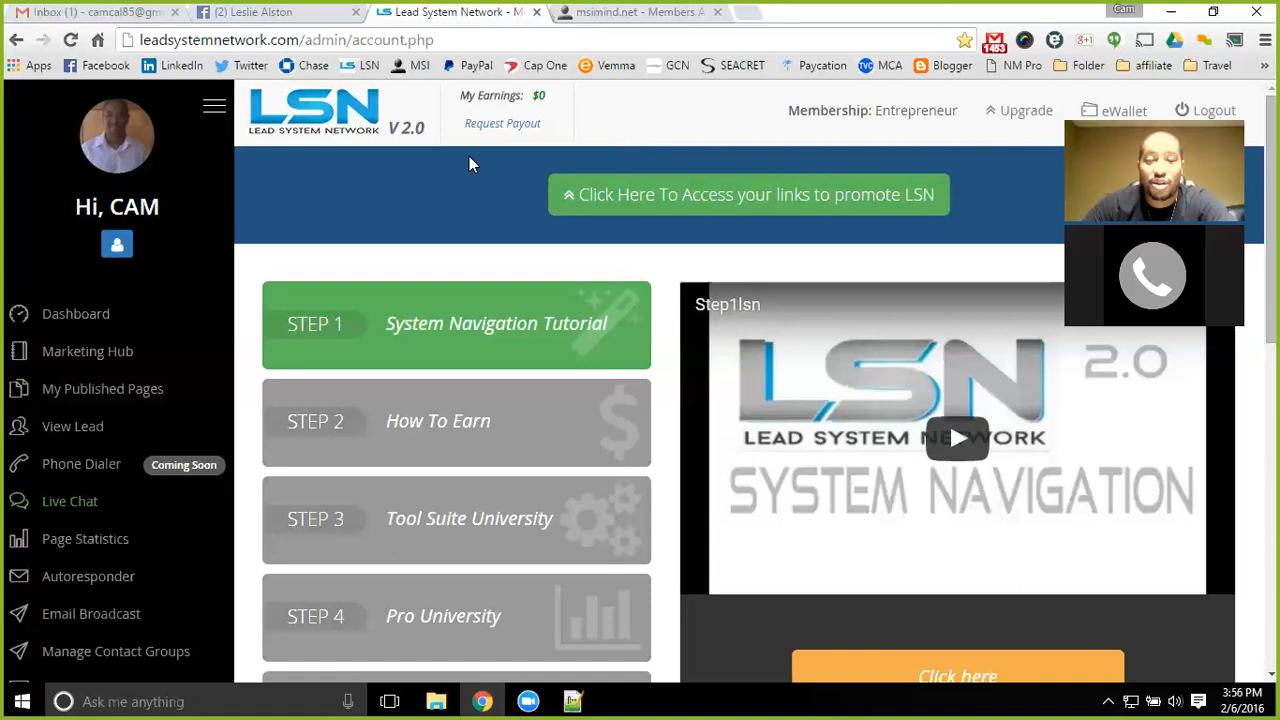 Inbox (1) - camcal85@gm
(2) Leslie Alston
Lead System Network - M
msimind.net - Members A
Cam
leadsystemnetwork.com/admin/account.php
1453
Apps
Facebook
LinkedIn
Twitter
Chase
LSN
MSI
PayPal
Cap One
Vemma
GCN
SEACRET
Paycation
TVC
MCA
Blogger
NM Pro
Folder
affiliate
Travel
LSN
LEAD SYSTEM NETWORK
V 2.0
My Earnings: $0
Request Payout
Membership: Entrepreneur
Upgrade
eWallet
Logout
Click Here To Access your links to promote LSN
Hi, CAM
Dashboard
Marketing Hub
My Published Pages
View Lead
Phone Dialer
Coming Soon
Live Chat
Page Statistics
Autoresponder
Email Broadcast
Manage Contact Groups
STEP 1 System Navigation Tutorial
STEP 2 How To Earn
STEP 3 Tool Suite University
STEP 4 Pro University
Step1lsn
LSN 2.0
LEAD SYSTEM NETWORK
SYSTEM NAVIGATION
Click here
Ask me anything
3:56 PM
2/6/2016